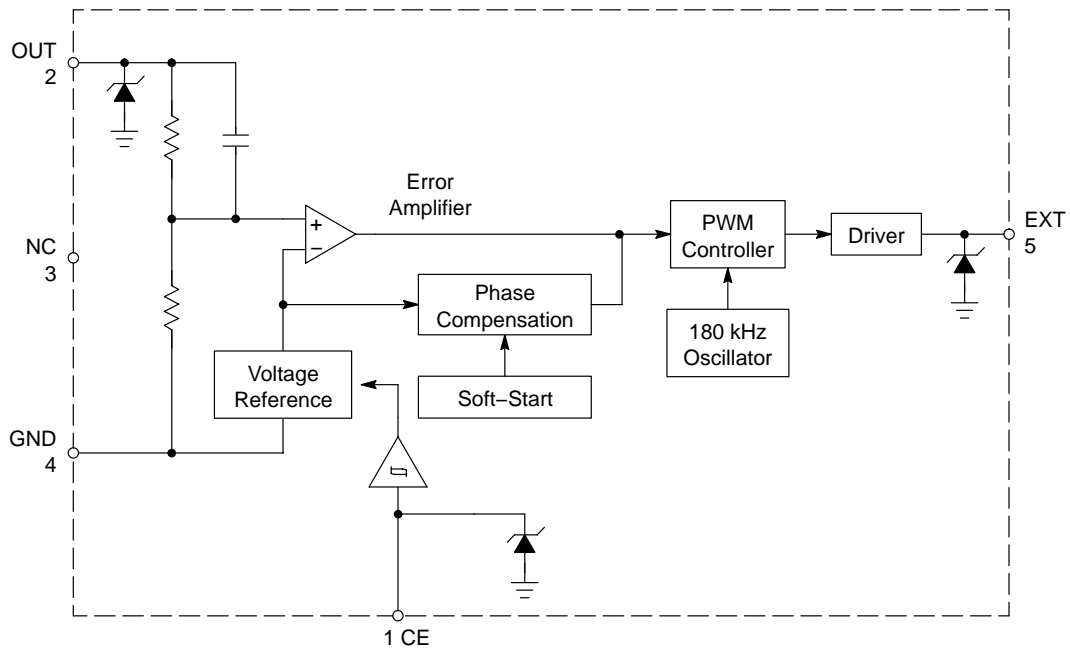 OUT
2
Error
Amplifier
+
−
NC
3
PWM
Controller
Driver
EXT
5
Phase
Compensation
180 kHz
Oscillator
Voltage
Reference
Soft−Start
GND
4
1 CE